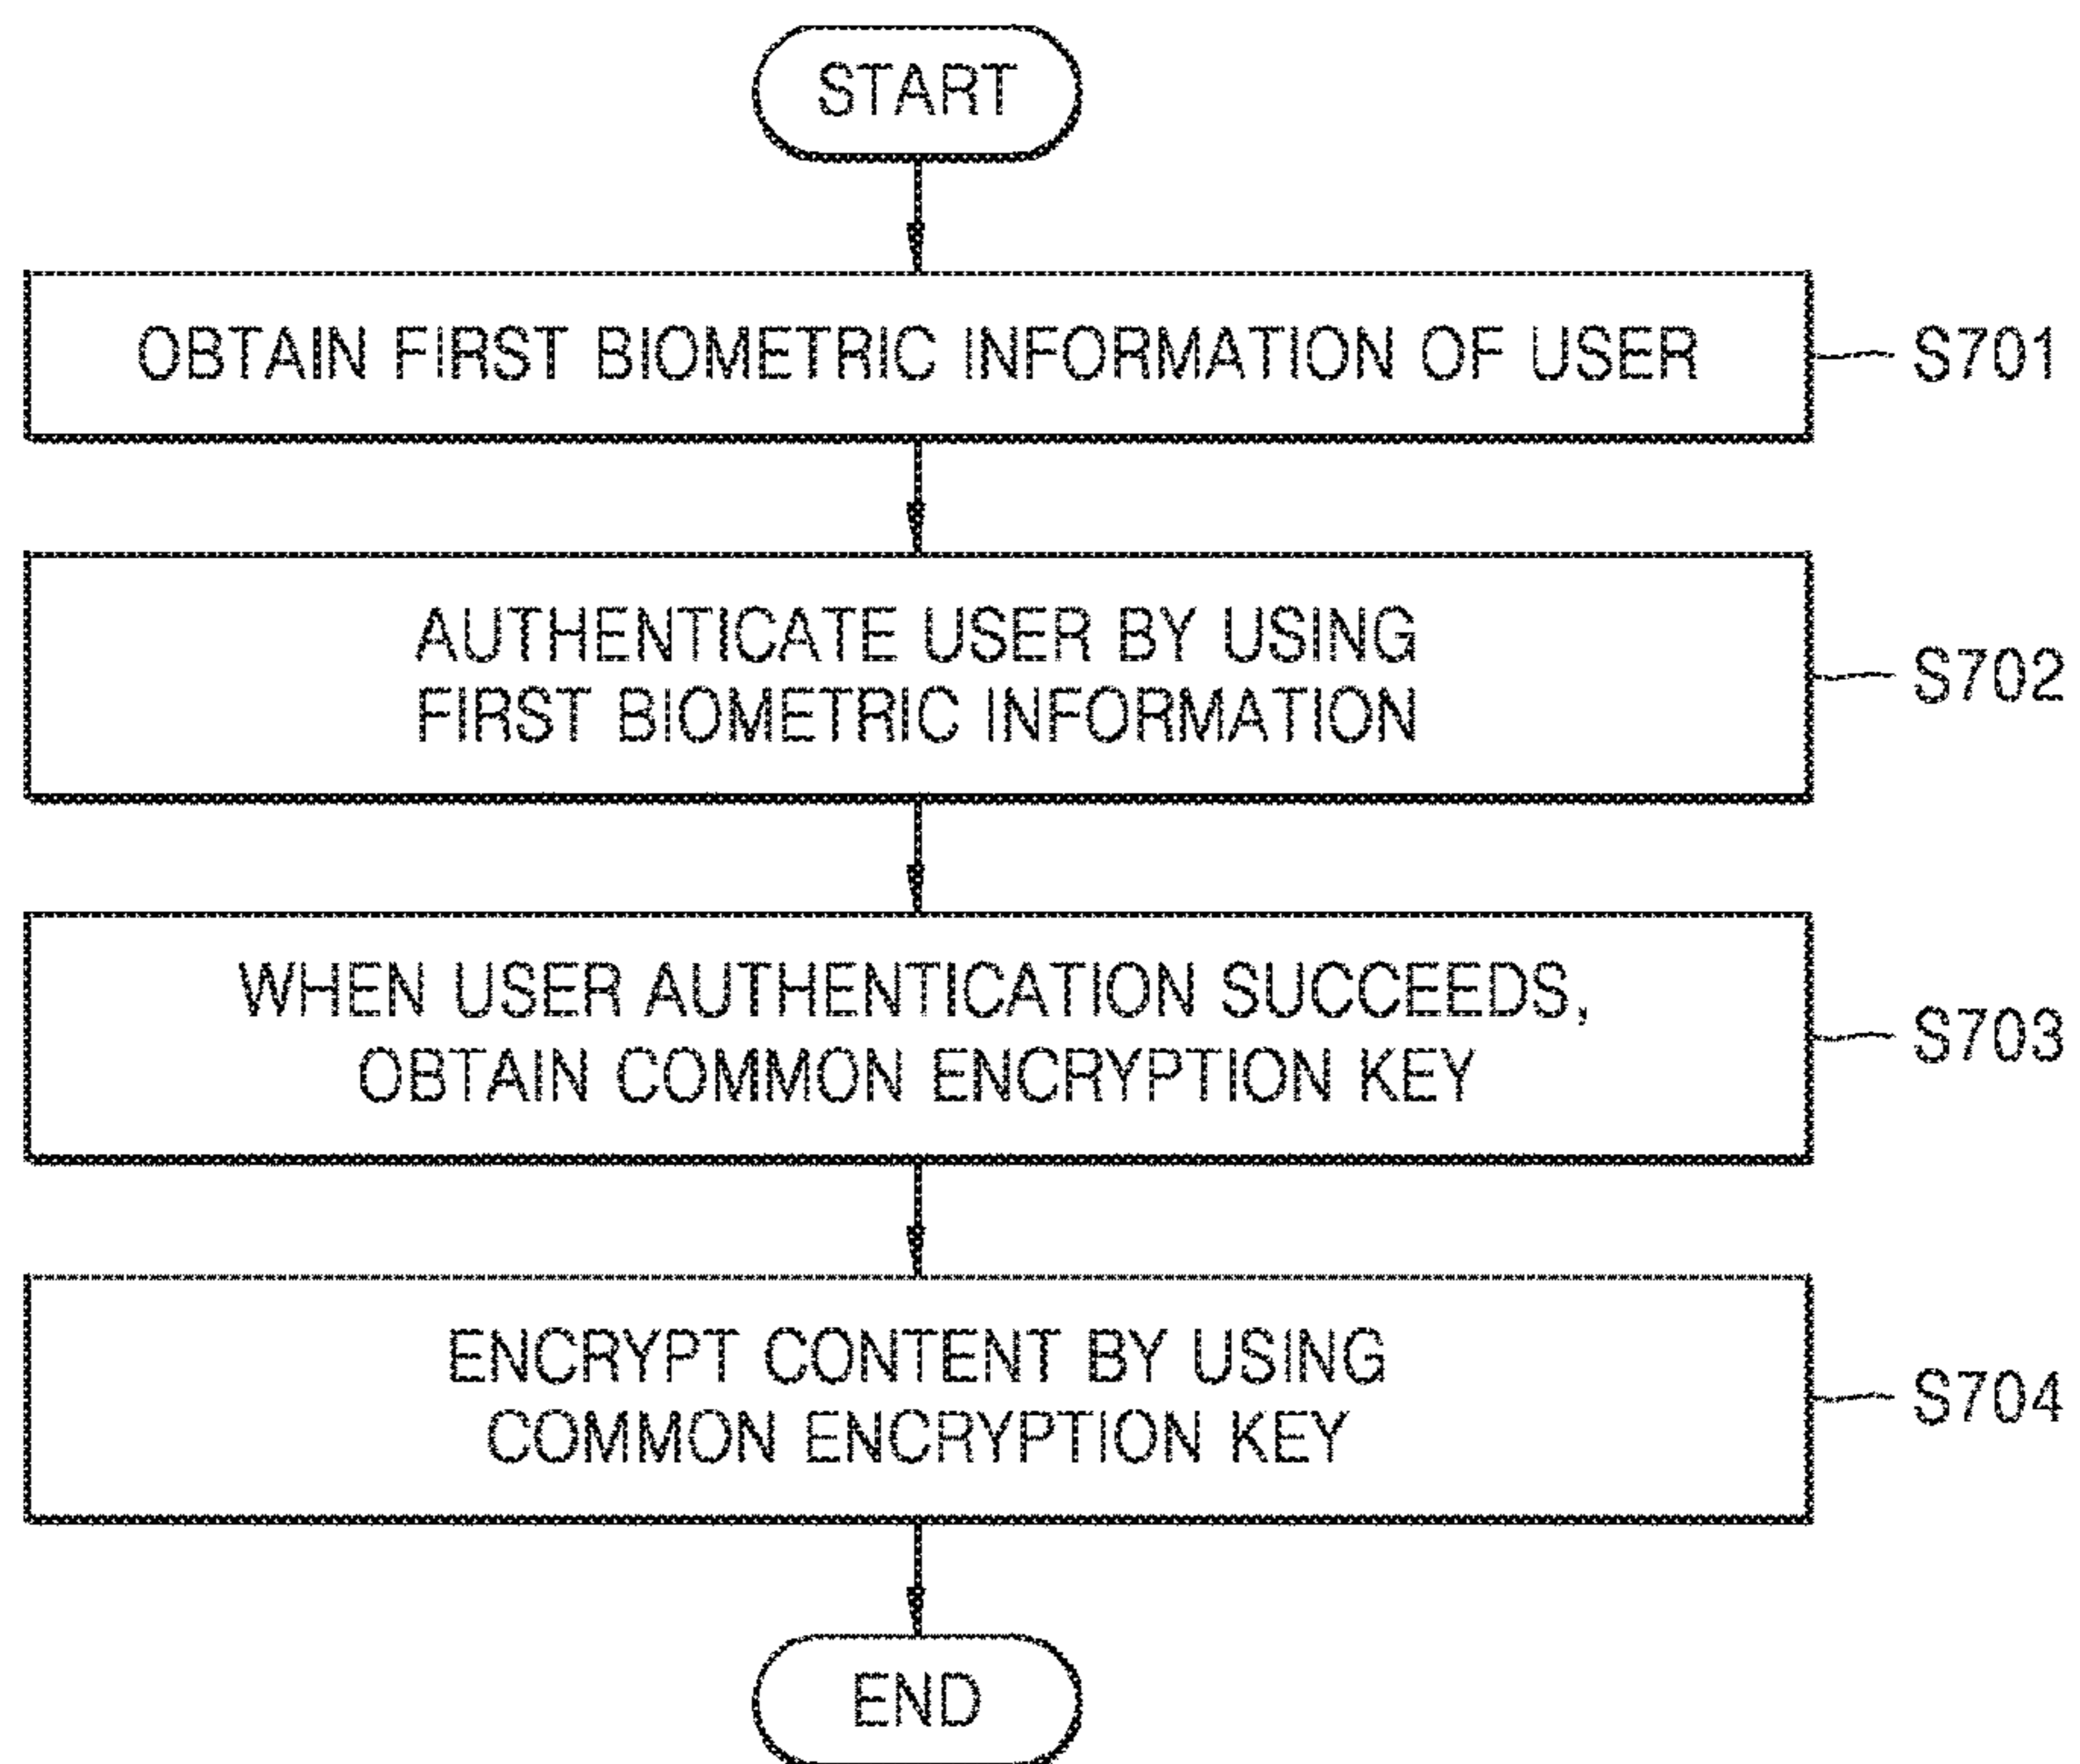 START
OBTAIN FIRST BIOMETRIC INFORMATION OF USER
S701
AUTHENTICATE USER BY USING
FIRST BIOMETRIC INFORMATION
S702
WHEN USER AUTHENTICATION SUCCEEDS,
OBTAIN COMMON ENCRYPTION KEY
S703
ENCRYPT CONTENT BY USING
COMMON ENCRYPTION KEY
S704
END